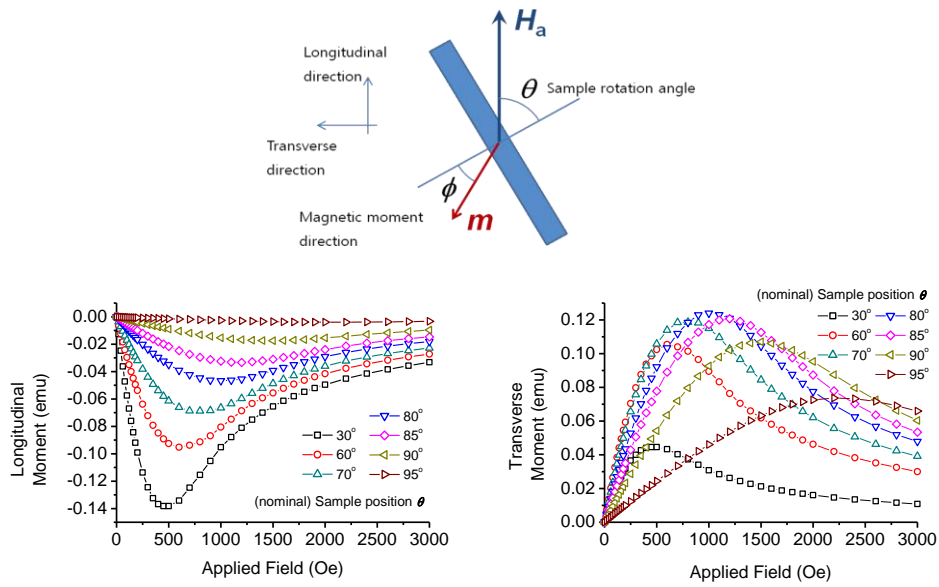 Hₐ
Longitudinal
direction
θ
Sample rotation angle
Transverse
direction
ϕ
Magnetic moment
direction
m
Longitudinal
Moment (emu)
0.00
-0.02
-0.04
-0.06
-0.08
-0.10
-0.12
-0.14
30°
60°
70°
80°
85°
90°
95°
(nominal) Sample position θ
0
500
1000
1500
2000
2500
3000
Applied Field (Oe)
Transverse
Moment (emu)
0.12
0.10
0.08
0.06
0.04
0.02
0.00
(nominal) Sample position θ
30°
60°
70°
80°
85°
90°
95°
0
500
1000
1500
2000
2500
3000
Applied Field (Oe)